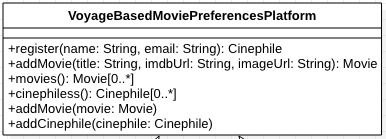 VoyageBasedMoviePreferencesPlatform
+register(name: String, email: String): Cinephile
+addMovie(title: String, imdbUrl: String, imageUrl: String): Movie
+movies(): Movie[0..*]
+cinephiless(): Cinephile[0..*]
+addMovie(movie: Movie)
+addCinephile(cinephile: Cinephile)